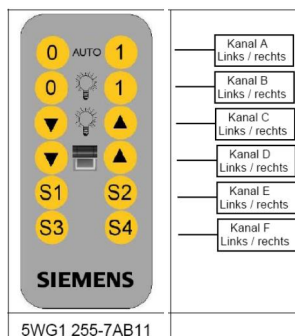 0 AUTO 1
0 1
S1 S2
S3 S4
SIEMENS
5WG1 255-7AB11
Kanal A
Links / rechts
Kanal B
Links / rechts
Kanal C
Links / rechts
Kanal D
Links / rechts
Kanal E
Links / rechts
Kanal F
Links / rechts